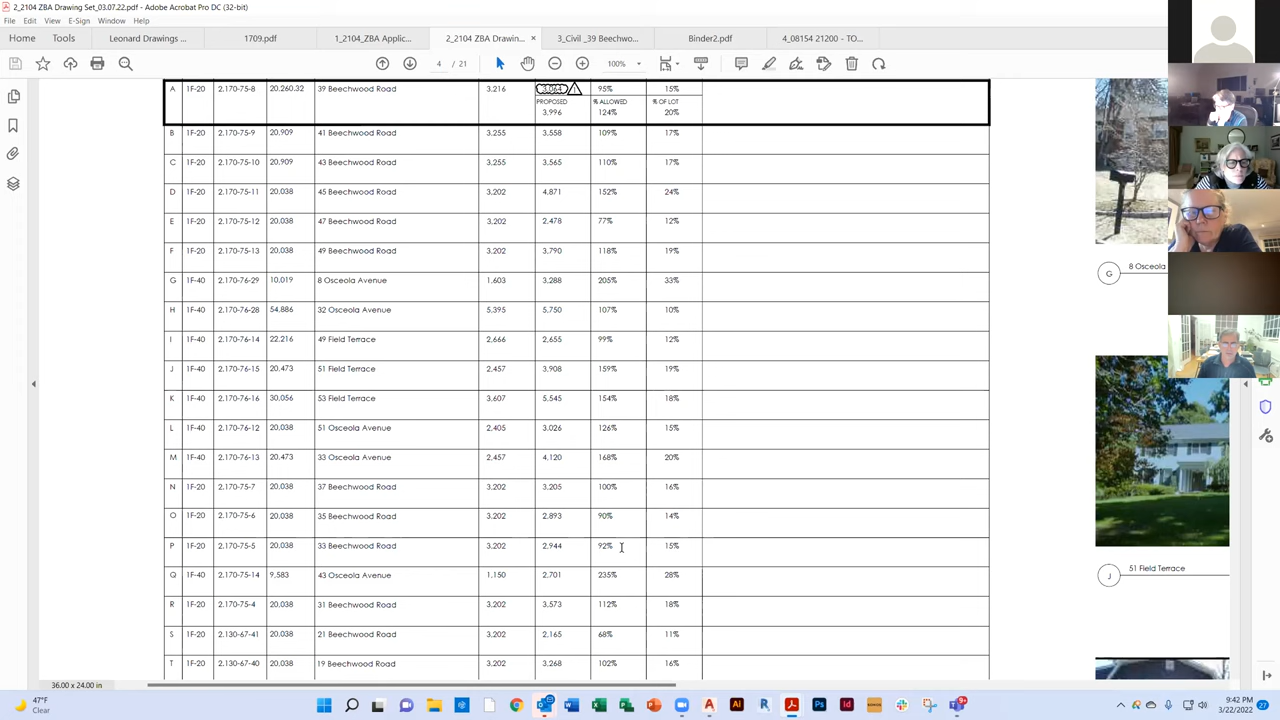 2_2104 ZBA Drawing Set_03.07.22.pdf - Adobe Acrobat Pro DC (32-bit)
File Edit View E-Sign Window Help
Home Tools Leonard Drawings ... 1709.pdf 1_2104_ZBA Applic... 2_2104 ZBA Drawin... × 3_Civil _39 Beechwo... Binder2.pdf 4_08154 21200 - TO...
4 / 2 100%
A 1F-20 2.170-75-8 20,260.32 39 Beechwood Road 3,216 95% 15%
PROPOSED % ALLOWED % OF LOT
3,996 124% 20%
B 1F-20 2.170-75-9 20,909 41 Beechwood Road 3,255 3,558 109% 17%
C 1F-20 2.170-75-10 20,909 43 Beechwood Road 3,255 3,565 110% 17%
D 1F-20 2.170-75-11 20,038 45 Beechwood Road 3,202 4,871 152% 24%
E 1F-20 2.170-75-12 20,038 47 Beechwood Road 3,202 2,478 77% 12%
F 1F-20 2.170-75-13 20,038 49 Beechwood Road 3,202 3,790 118% 19%
G 1F-40 2.170-76-29 10,019 8 Osceola Avenue 1,603 3,288 205% 33%
H 1F-40 2.170-76-28 54,886 32 Osceola Avenue 5,395 5,750 107% 10%
I 1F-40 2.170-76-14 22,216 49 Field Terrace 2,666 2,655 99% 12%
J 1F-40 2.170-76-15 20,473 51 Field Terrace 2,457 3,908 159% 19%
K 1F-40 2.170-76-16 30,056 53 Field Terrace 3,607 5,545 154% 18%
L 1F-40 2.170-76-12 20,038 51 Osceola Avenue 2,405 3,026 126% 15%
M 1F-40 2.170-76-13 20,473 33 Osceola Avenue 2,457 4,120 168% 20%
N 1F-20 2.170-75-7 20,038 37 Beechwood Road 3,202 3,205 100% 16%
O 1F-20 2.170-75-6 20,038 35 Beechwood Road 3,202 2,893 90% 14%
P 1F-20 2.170-75-5 20,038 33 Beechwood Road 3,202 2,944 92% 15%
Q 1F-40 2.170-75-14 9,583 43 Osceola Avenue 1,150 2,701 235% 28%
R 1F-20 2.170-75-4 20,038 31 Beechwood Road 3,202 3,573 112% 18%
S 1F-20 2.130-67-41 20,038 21 Beechwood Road 3,202 2,165 68% 11%
T 1F-20 2.130-67-40 20,038 19 Beechwood Road 3,202 3,268 102% 16%
G 8 Osceola
J 51 Field Terrace
36.00 x 24.00 in
47°F
Clear
9:42 PM
3/22/2022
27